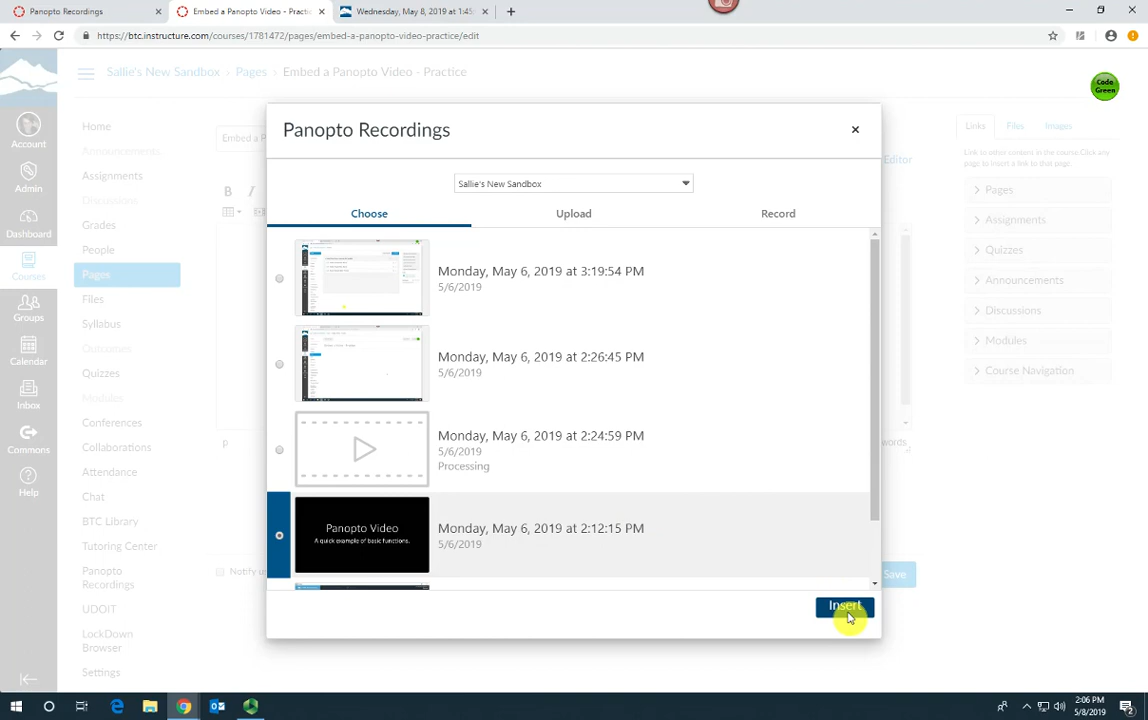 Panopto Recordings
Embed a Panopto Video - Practic
Wednesday, May 8, 2019 at 1:45
https://btc.instructure.com/courses/1781472/pages/embed-a-panopto-video-practice/edit
Code
Green
Sallie's New Sandbox > Pages > Embed a Panopto Video - Practice
Account
Admin
Dashboard
Courses
Groups
Calendar
Inbox
Commons
Help
Home
Announcements
Assignments
Discussions
Grades
People
Pages
Files
Syllabus
Outcomes
Quizzes
Modules
Conferences
Collaborations
Attendance
Chat
BTC Library
Tutoring Center
Panopto
Recordings
UDOIT
LockDown
Browser
Settings
Embed a P
B I
p
Notify us
Panopto Recordings
Sallie's New Sandbox
Choose
Upload
Record
Monday, May 6, 2019 at 3:19:54 PM
5/6/2019
Monday, May 6, 2019 at 2:26:45 PM
5/6/2019
Monday, May 6, 2019 at 2:24:59 PM
5/6/2019
Processing
Panopto Video
A quick example of basic functions.
Monday, May 6, 2019 at 2:12:15 PM
5/6/2019
Insert
Editor
words
Save
Links
Files
Images
Link to other content in the course.Click any
page to insert a link to that page.
Pages
Assignments
Quizzes
Announcements
Discussions
Modules
Course Navigation
2:06 PM
5/8/2019
2